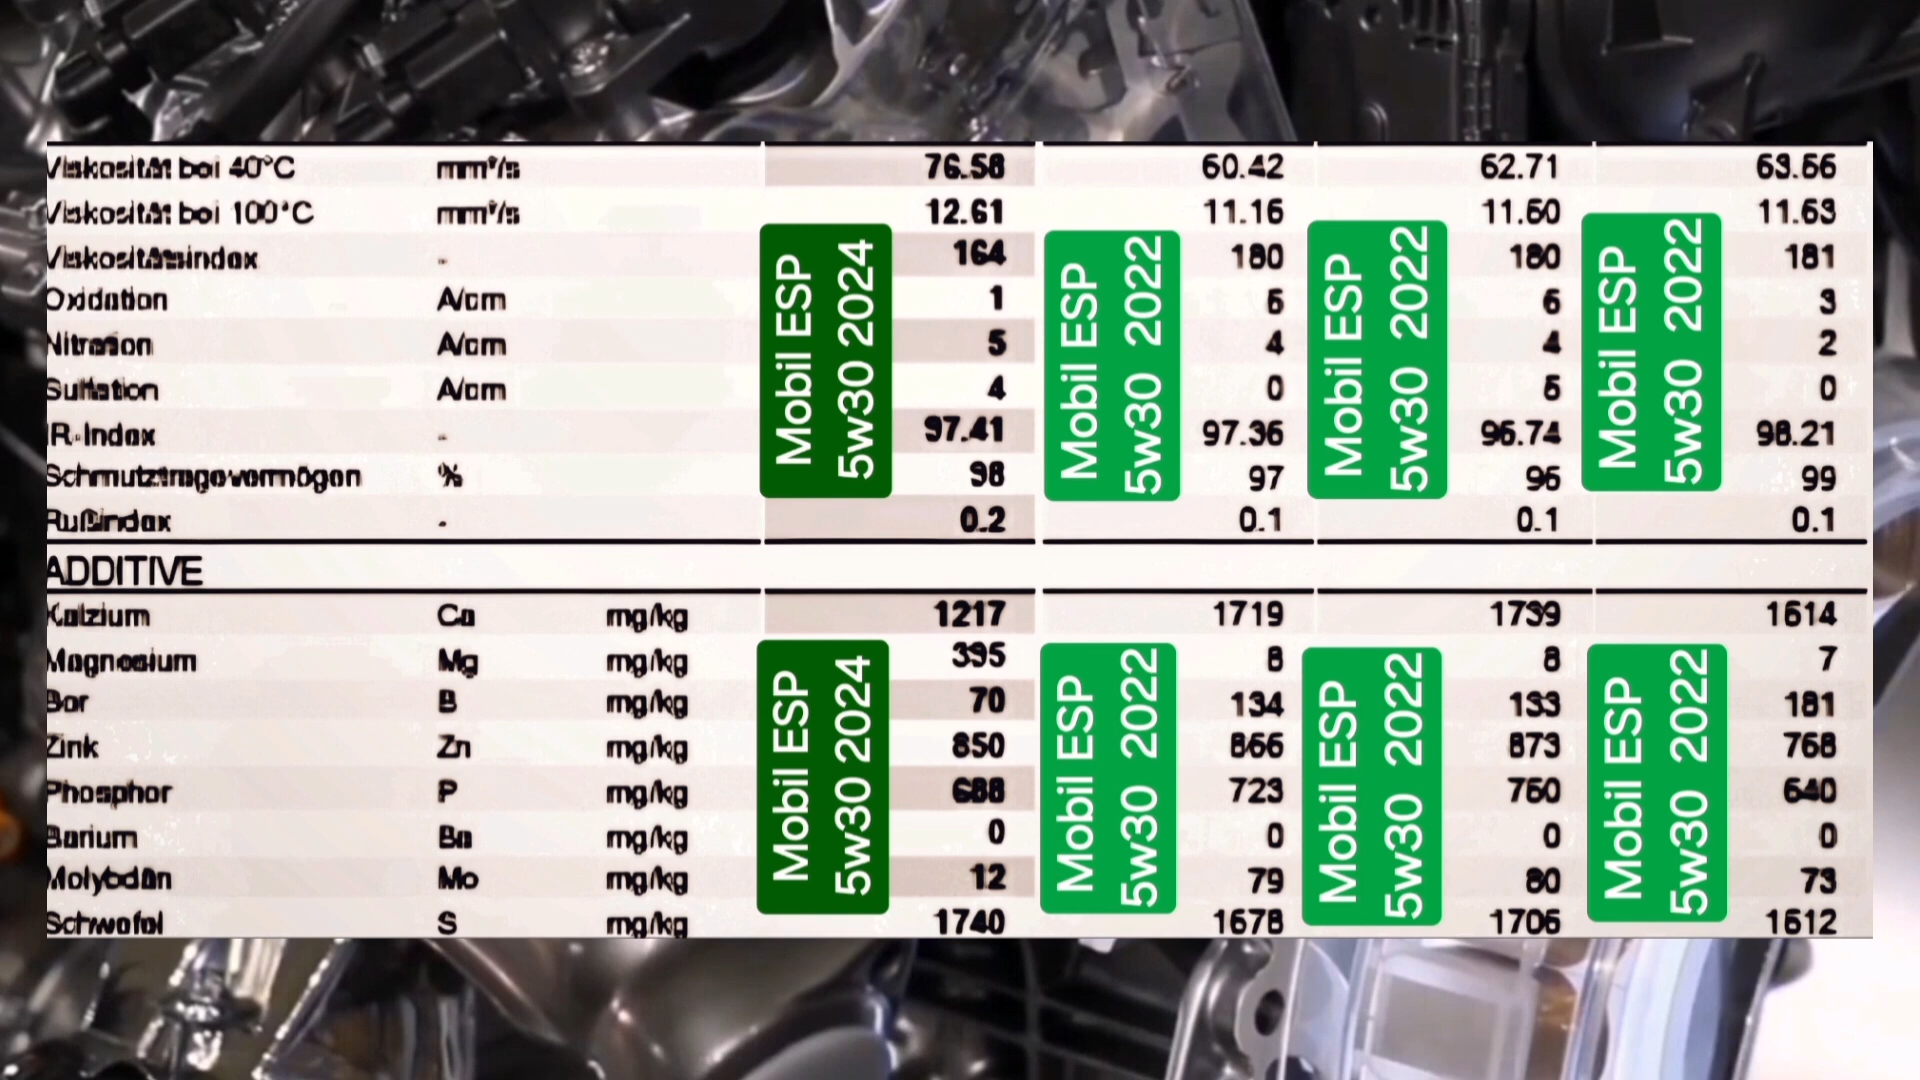 Viskosität bei 40°C mm²/s 76.58 60.42 62.71 63.66
Viskosität bei 100°C mm²/s 12.61 11.16 11.60 11.63
Viskositätsindex - 164 180 180 181
Oxidation A/cm 1 6 6 3
Nitration A/cm 5 4 4 2
Sulfation A/cm 4 0 5 0
IR-Index - 97.41 97.36 96.74 98.21
Schmutztragevermögen % 98 97 96 99
Rußindex - 0.2 0.1 0.1 0.1
Mobil ESP
5w30 2024
Mobil ESP
5w30 2022
Mobil ESP
5w30 2022
Mobil ESP
5w30 2022
ADDITIVE
Kalzium Ca mg/kg 1217 1719 1739 1614
Magnesium Mg mg/kg 395 8 8 7
Bor B mg/kg 70 134 133 181
Zink Zn mg/kg 850 866 873 768
Phosphor P mg/kg 688 723 760 640
Barium Ba mg/kg 0 0 0 0
Molybdän Mo mg/kg 12 79 80 73
Schwefel S mg/kg 1740 1678 1706 1612
Mobil ESP
5w30 2024
Mobil ESP
5w30 2022
Mobil ESP
5w30 2022
Mobil ESP
5w30 2022